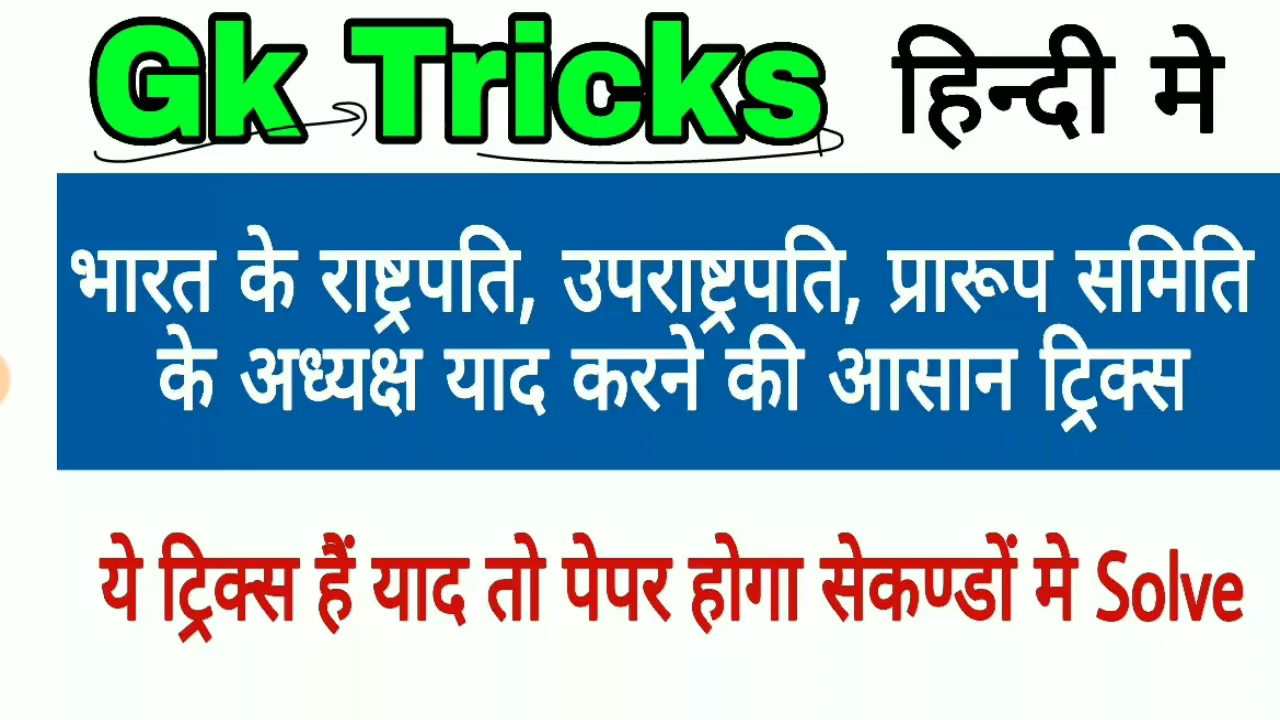 Gk Tricks हिन्दी मे
भारत के राष्ट्रपति, उपराष्ट्रपति, प्रारूप समिति
के अध्यक्ष याद करने की आसान ट्रिक्स
ये ट्रिक्स हैं याद तो पेपर होगा सेकण्डों मे Solve